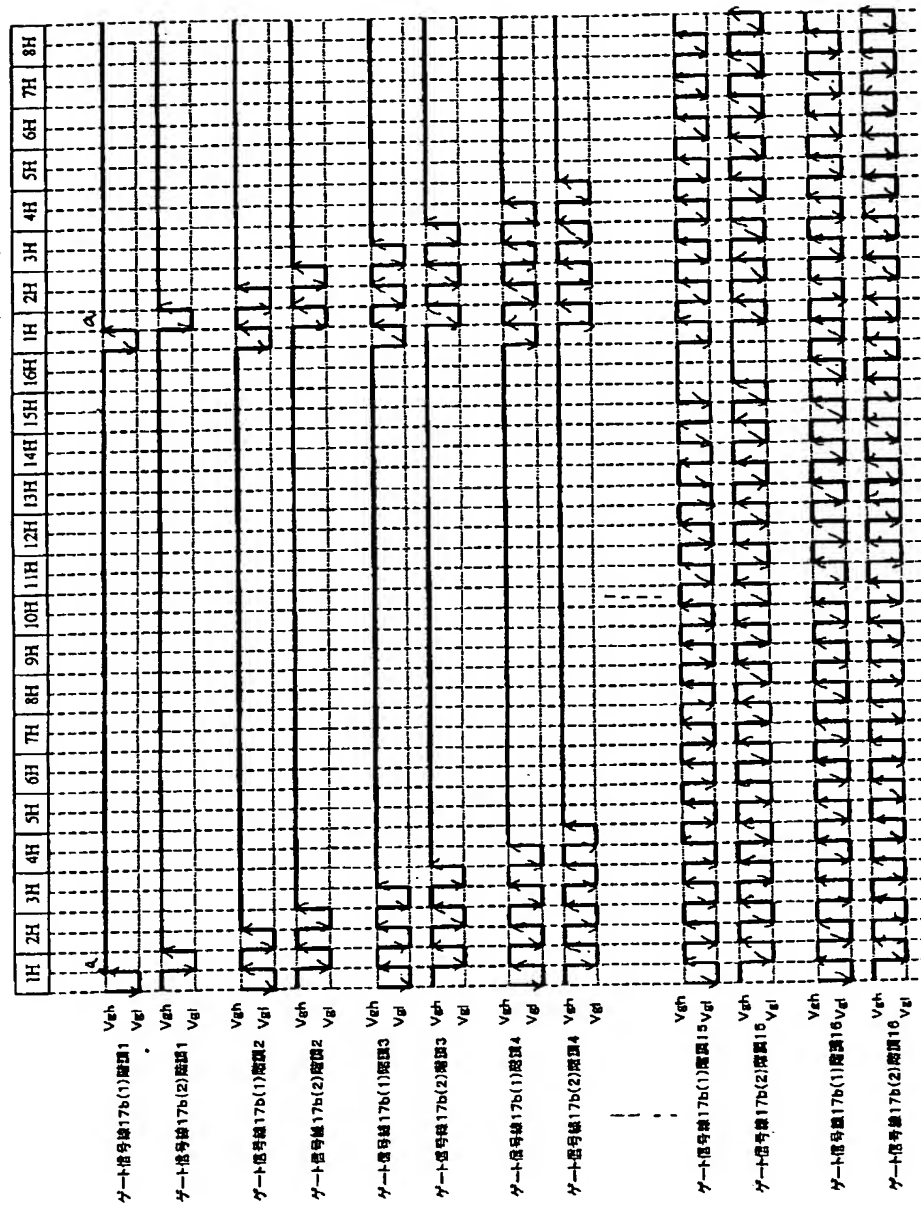 1H 2H 3H 4H 5H 6H 7H 8H 9H 10H 11H 12H 13H 14H 15H 16H 1H 2H 3H 4H 5H 6H 7H 8H
a
a
ゲート信号線17b(1)階調1 Vgh Vgl
ゲート信号線17b(2)階調1 Vgh Vgl
ゲート信号線17b(1)階調2 Vgh Vgl
ゲート信号線17b(2)階調2 Vgh Vgl
ゲート信号線17b(1)階調3 Vgh Vgl
ゲート信号線17b(2)階調3 Vgh Vgl
ゲート信号線17b(1)階調4 Vgh Vgl
ゲート信号線17b(2)階調4 Vgh Vgl
ゲート信号線17b(1)階調15 Vgh Vgl
ゲート信号線17b(2)階調15 Vgh Vgl
ゲート信号線17b(1)階調16 Vgh Vgl
ゲート信号線17b(2)階調16 Vgh Vgl